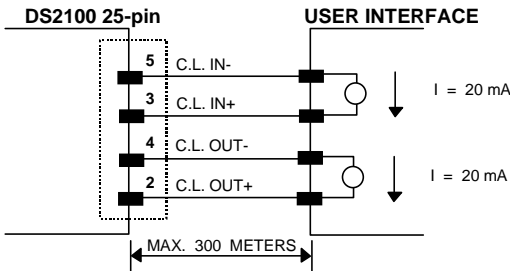 DS2100 25-pin
USER INTERFACE
5 C.L. IN-
3 C.L. IN+
I = 20 mA
4 C.L. OUT-
2 C.L. OUT+
I = 20 mA
MAX. 300 METERS